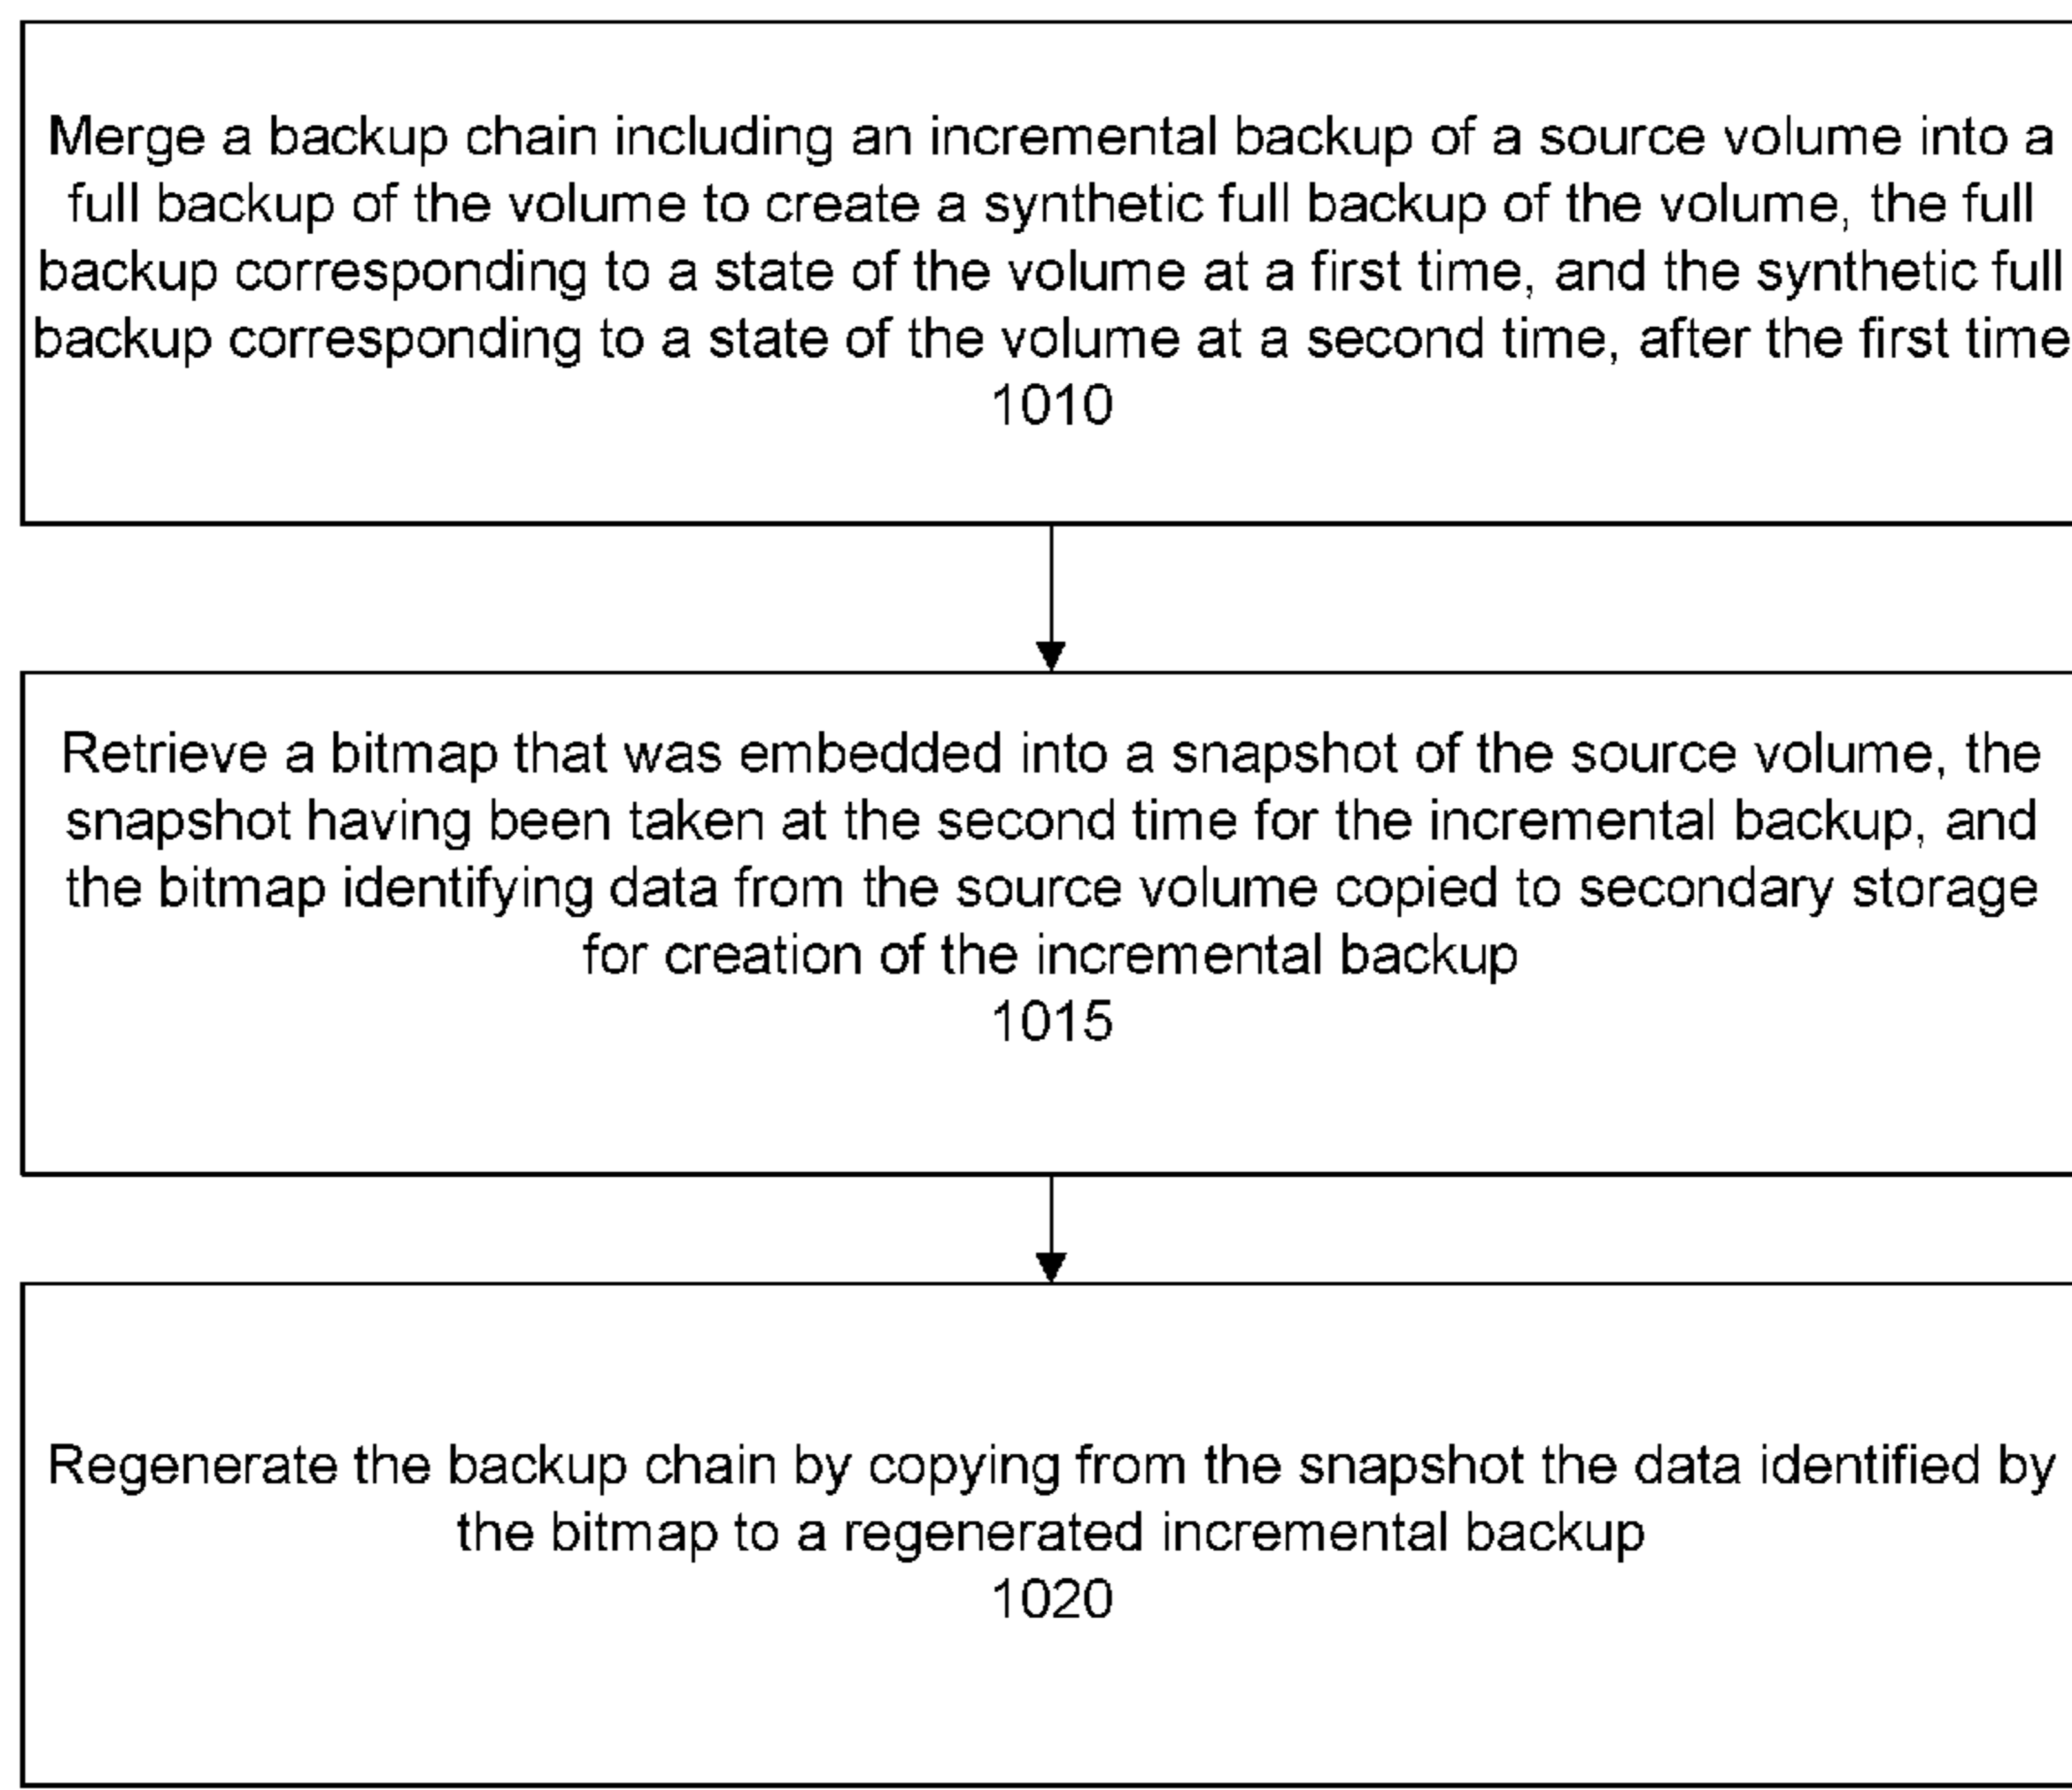 Merge a backup chain including an incremental backup of a source volume into a
full backup of the volume to create a synthetic full backup of the volume, the full
backup corresponding to a state of the volume at a first time, and the synthetic full
backup corresponding to a state of the volume at a second time, after the first time
1010
Retrieve a bitmap that was embedded into a snapshot of the source volume, the
snapshot having been taken at the second time for the incremental backup, and
the bitmap identifying data from the source volume copied to secondary storage
for creation of the incremental backup
1015
Regenerate the backup chain by copying from the snapshot the data identified by
the bitmap to a regenerated incremental backup
1020